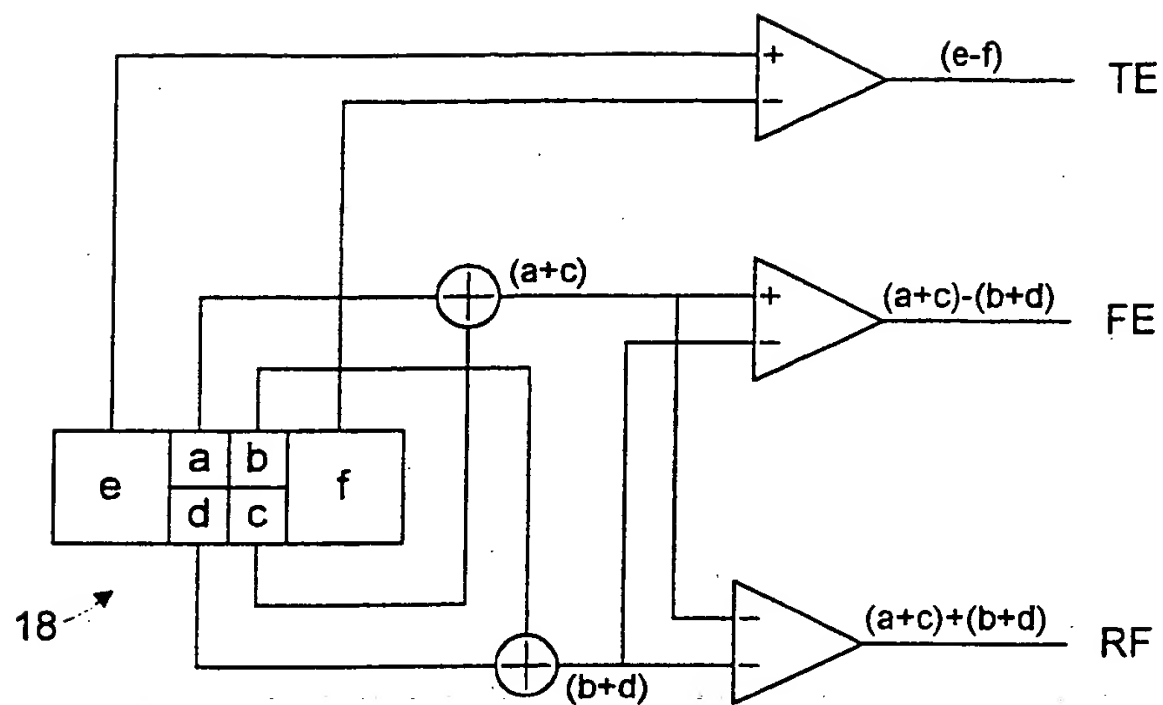 (e-f)
TE
+
−
(a+c)
+
−
(a+c)-(b+d)
FE
e
a
b
f
d
c
18
−
−
(a+c)+(b+d)
RF
(b+d)